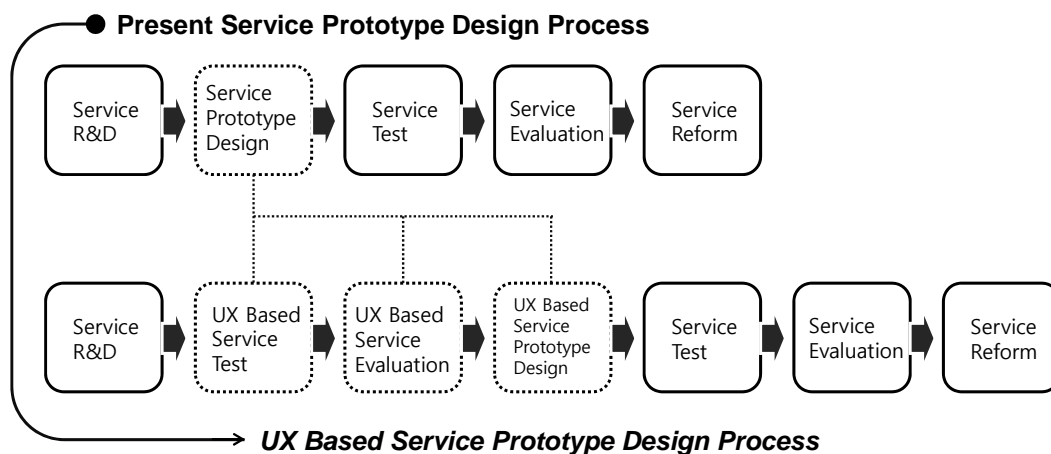 Present Service Prototype Design Process
Service
R&D
Service
Prototype
Design
Service
Test
Service
Evaluation
Service
Reform
Service
R&D
UX Based
Service
Test
UX Based
Service
Evaluation
UX Based
Service
Prototype
Design
Service
Test
Service
Evaluation
Service
Reform
UX Based Service Prototype Design Process